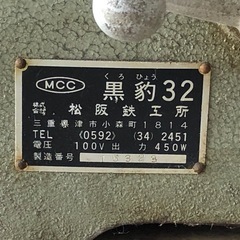 MCC
くろ ひょう
黒豹32
株式会社 松阪鉄工所
三重県津市小森町1814
TEL (0592) (34) 2451
電圧 100V 出力 450W
製造番号